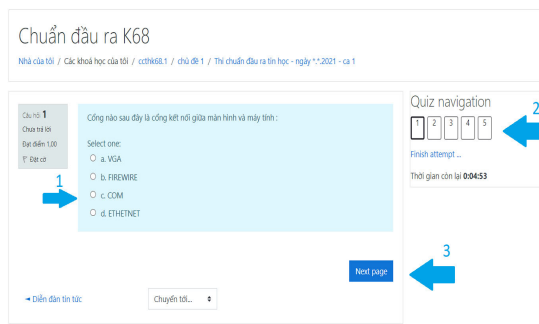 Chuẩn đầu ra K68
Nhà của tôi / Các khoá học của tôi / ccthk68.1 / chủ đề 1 / Thi chuẩn đầu ra tin học - ngày *.*.2021 - ca 1
Câu hỏi 1
Chưa trả lời
Đạt điểm 1,00
Đặt cờ
Cổng nào sau đây là cổng kết nối giữa màn hình và máy tính :
Select one:
a. VGA
b. FIREWIRE
c. COM
d. ETHETNET
1
Next page
◄ Diễn đàn tin tức
Chuyển tới...
Quiz navigation
1 2 3 4 5
Finish attempt ...
Thời gian còn lại 0:04:53
2
3